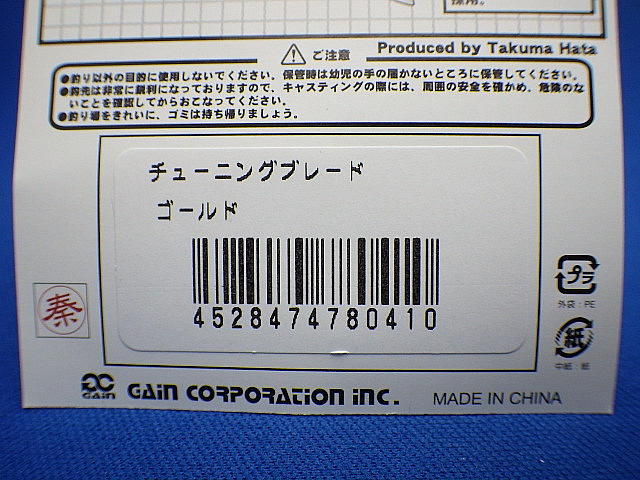 採用。
ご注意
Produced by Takuma Hata
●釣り以外の目的に使用しないでください。保管時は幼児の手の届かないところに保管してください。
●釣先は非常に鋭利になっておりますので、キャスティングの際には、周囲の安全を確かめ、危険のな
いことを確認してからおこなってください。
●釣り場をきれいに、ゴミは持ち帰りましょう。
チューニングブレード
ゴールド
4528474780410
プラ
外袋:PE
紙
中紙:紙
秦
GAIN
GAIN CORPORATION INC.
MADE IN CHINA